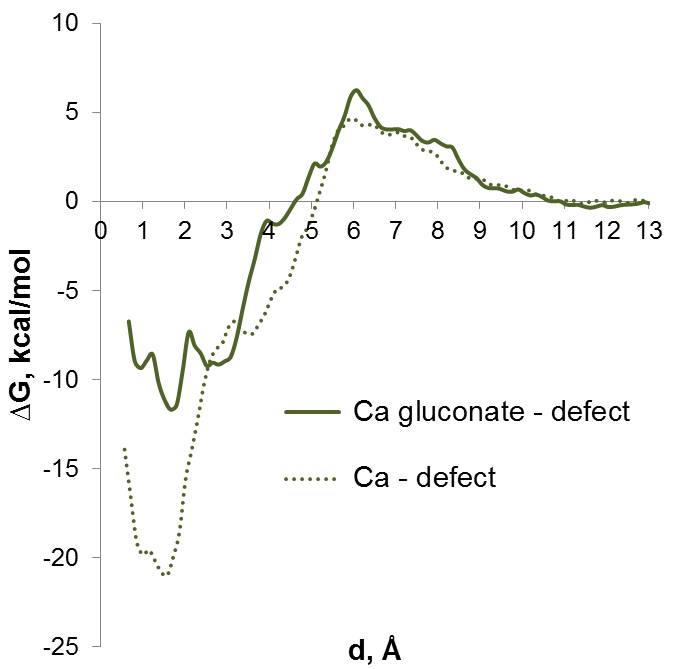 10
5
0
-5
-10
-15
-20
-25
0 1 2 3 4 5 6 7 8 9 10 11 12 13
ΔG, kcal/mol
Ca gluconate - defect
Ca - defect
d, Å